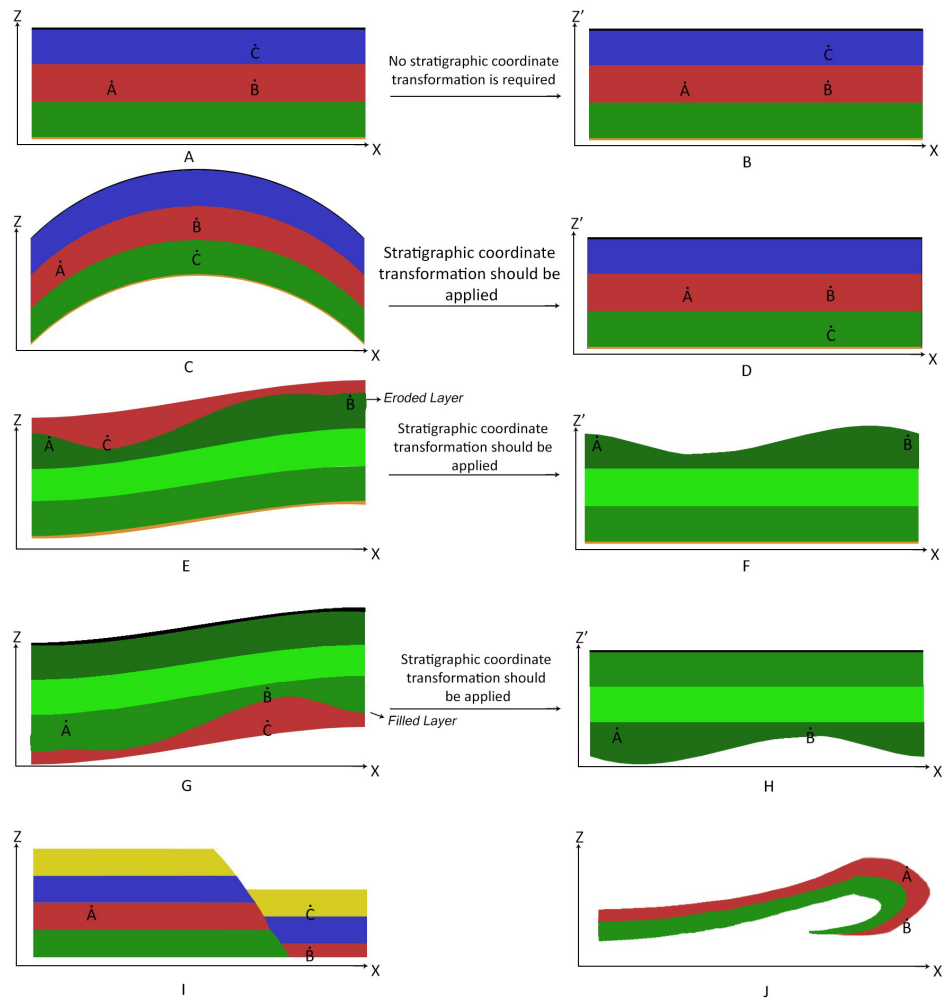 Z
Z'
Ċ
Ċ
No stratigraphic coordinate
transformation is required
Ȧ
Ḃ
Ȧ
Ḃ
X
X
A
B
Z
Z'
Ḃ
Ċ
Ȧ
Stratigraphic coordinate
transformation should be
applied
Ȧ
Ḃ
Ċ
X
X
C
D
Ḃ
Eroded Layer
Z
Z'
Ȧ
Ċ
Stratigraphic coordinate
transformation should be
applied
Ȧ
Ḃ
X
X
E
F
Z
Z'
Ḃ
Ȧ
Ċ
Stratigraphic coordinate
transformation should
be applied
Filled Layer
Ȧ
Ḃ
X
X
G
H
Z
Z
Ȧ
Ċ
Ḃ
Ȧ
Ḃ
X
X
I
J